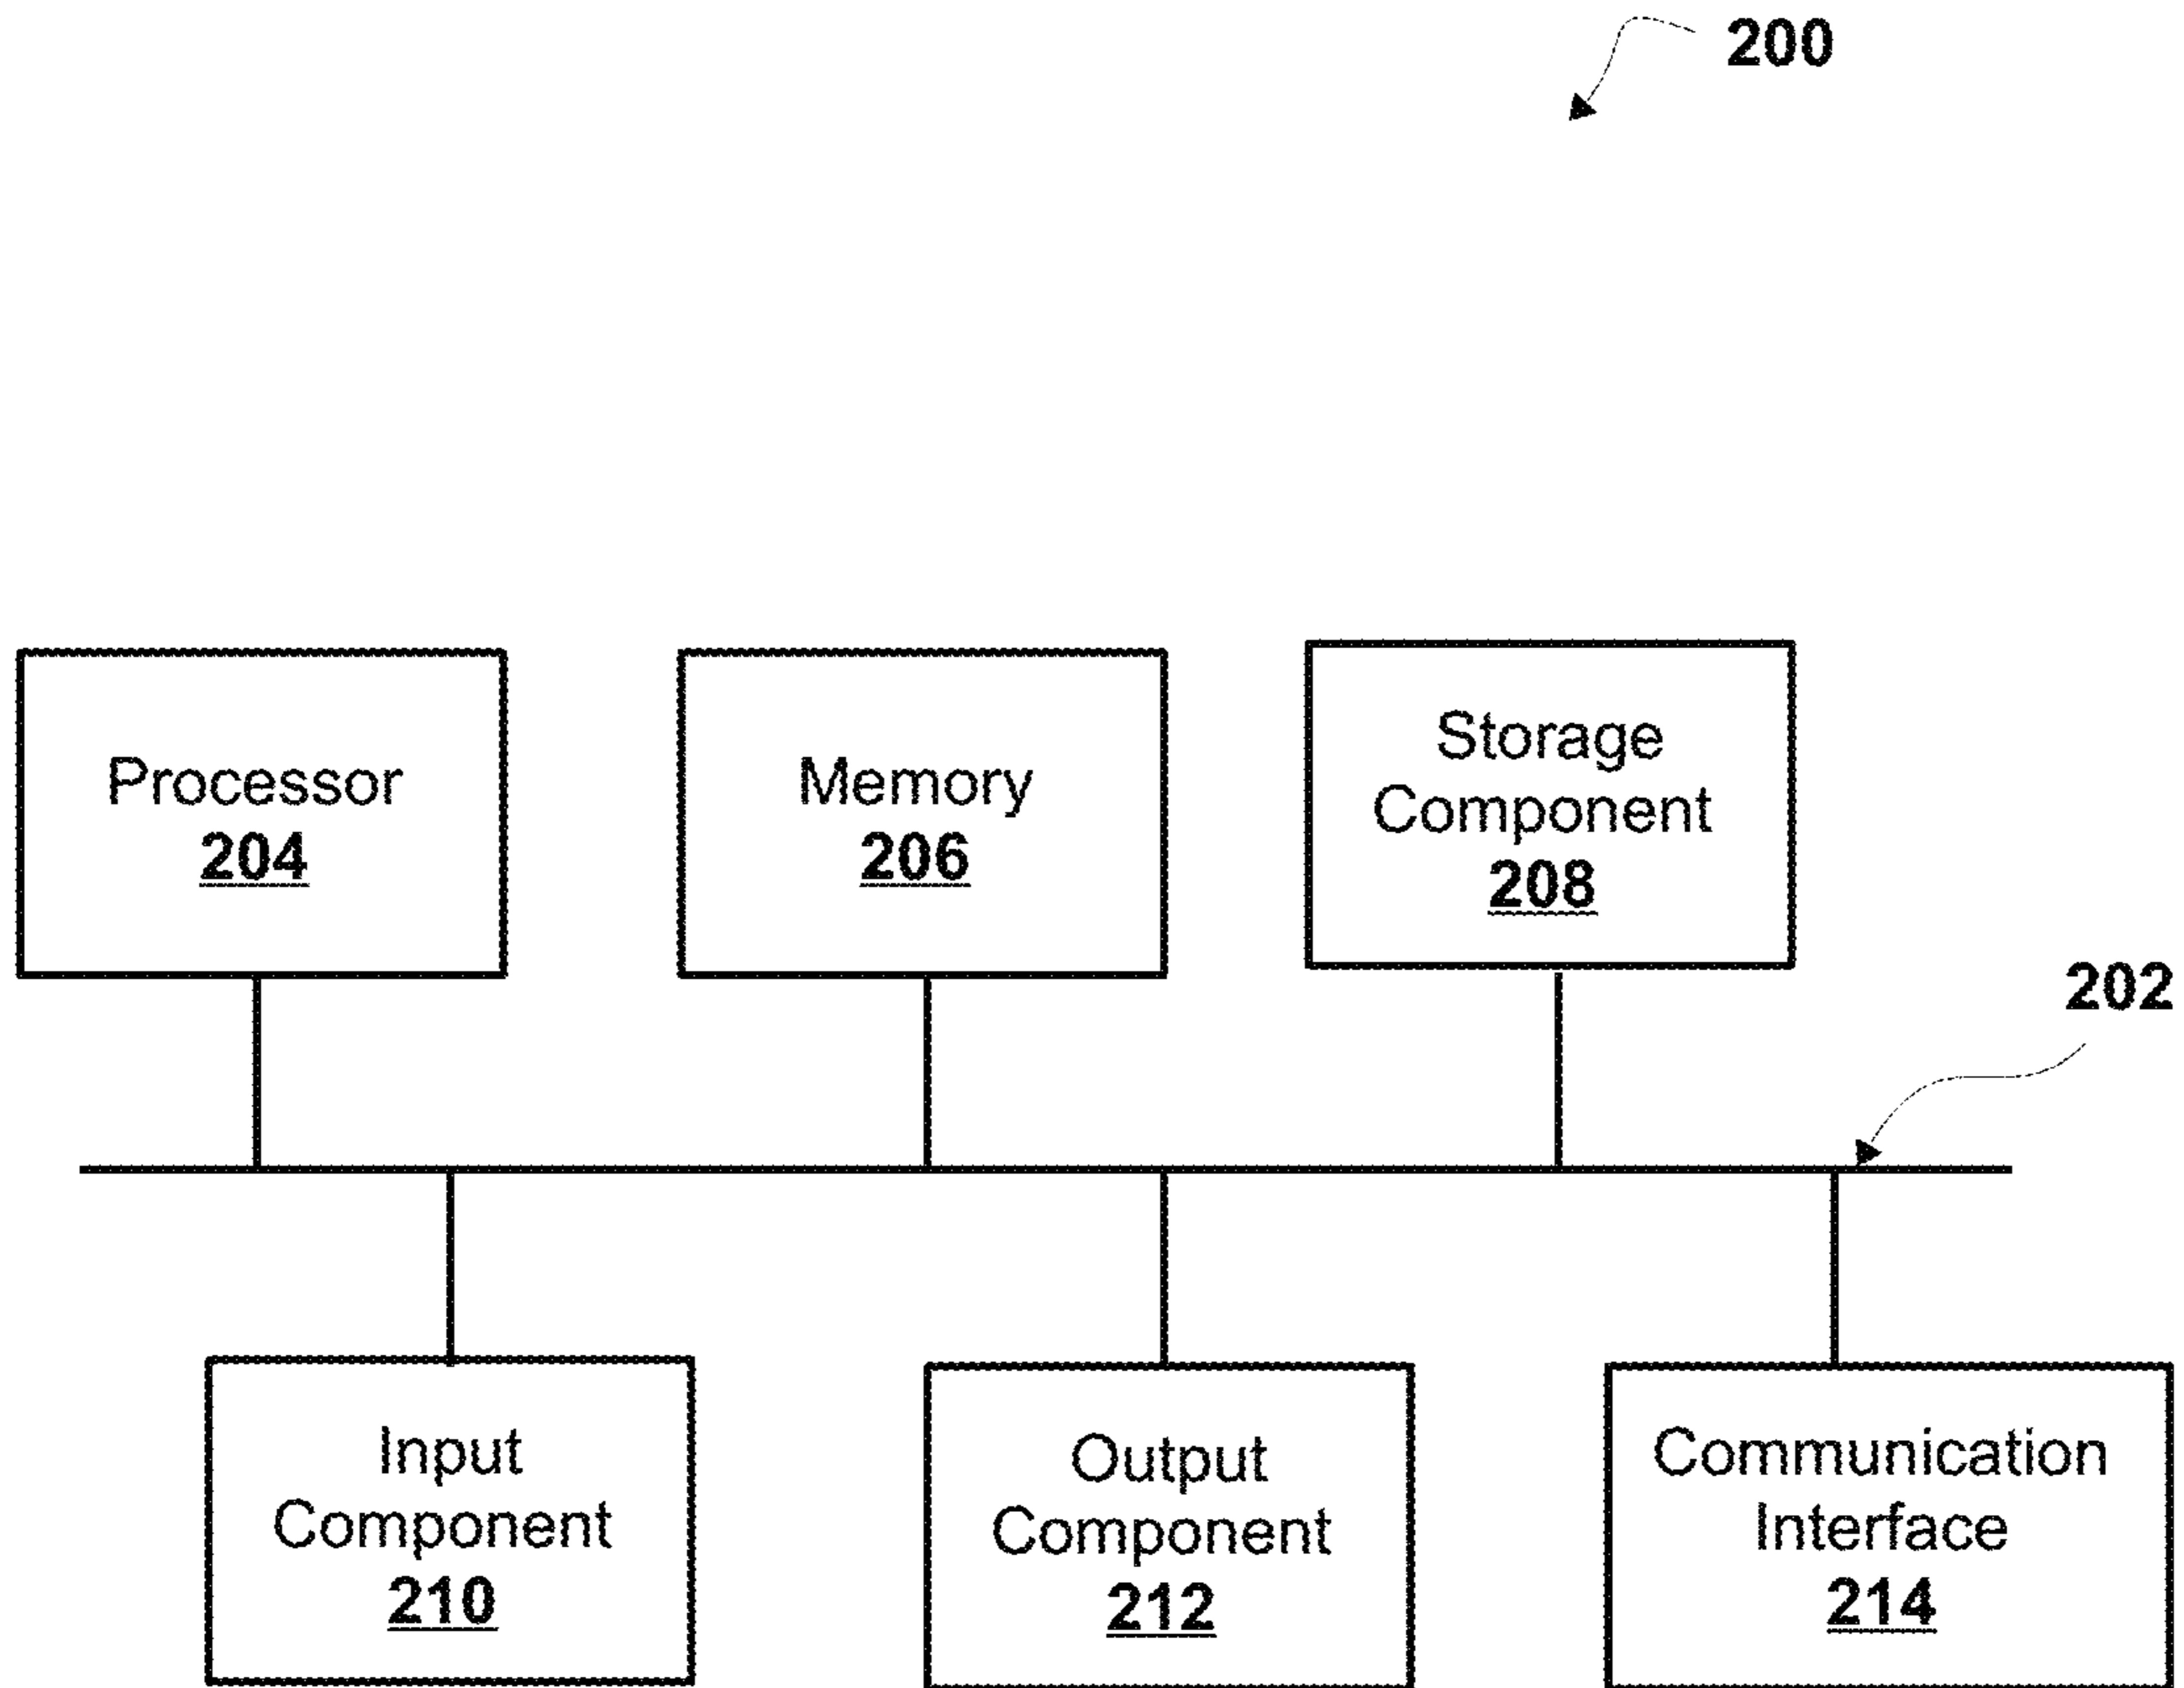 200
Processor
204
Memory
206
Storage
Component
208
202
Input
Component
210
Output
Component
212
Communication
Interface
214